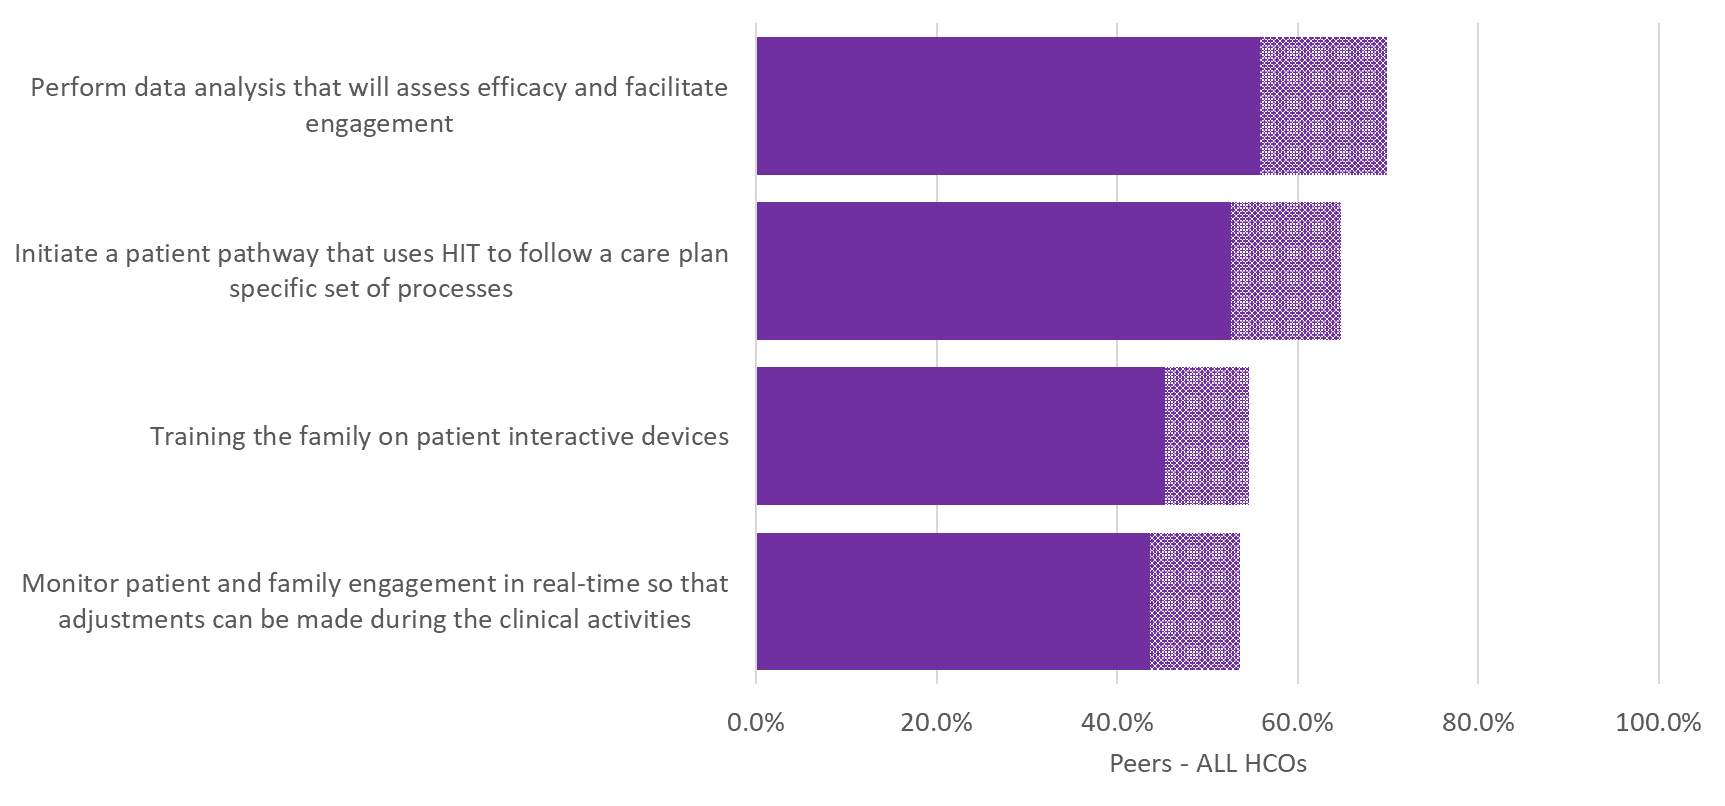 Perform data analysis that will assess efficacy and facilitate
engagement
Initiate a patient pathway that uses HIT to follow a care plan
specific set of processes
Training the family on patient interactive devices
Monitor patient and family engagement in real-time so that
adjustments can be made during the clinical activities
0.0% 20.0% 40.0% 60.0% 80.0% 100.0%
Peers - ALL HCOs